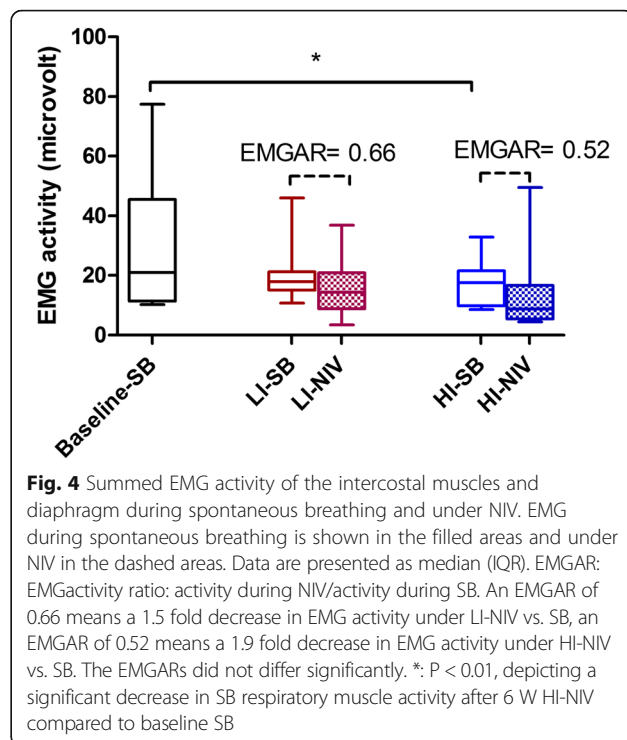 *
100
80
60
40
20
0
EMG activity (microvolt)
EMGAR= 0.66
EMGAR= 0.52
Baseline-SB
LI-SB
LI-NIV
HI-SB
HI-NIV
Fig. 4 Summed EMG activity of the intercostal muscles and
diaphragm during spontaneous breathing and under NIV. EMG
during spontaneous breathing is shown in the filled areas and under
NIV in the dashed areas. Data are presented as median (IQR). EMGAR:
EMGactivity ratio: activity during NIV/activity during SB. An EMGAR of
0.66 means a 1.5 fold decrease in EMG activity under LI-NIV vs. SB, an
EMGAR of 0.52 means a 1.9 fold decrease in EMG activity under HI-NIV
vs. SB. The EMGARs did not differ significantly. *: P < 0.01, depicting a
significant decrease in SB respiratory muscle activity after 6 W HI-NIV
compared to baseline SB